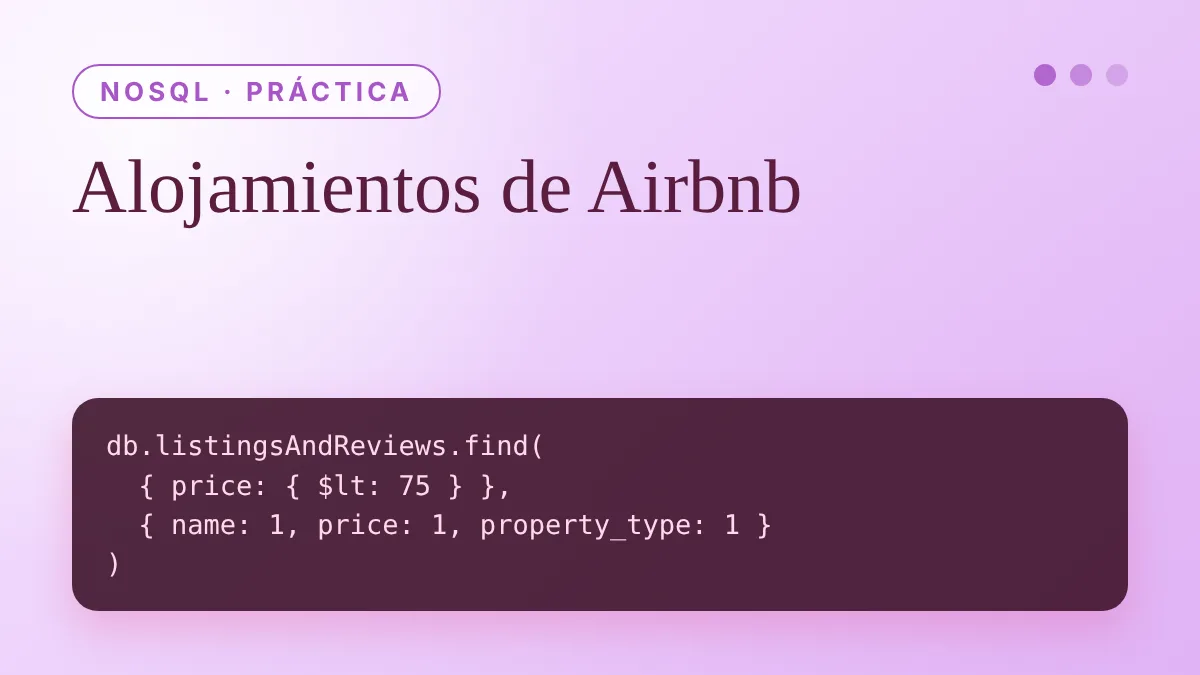 NOSQL · PRÁCTICA
Alojamientos de Airbnb
db.listingsAndReviews.find(
  { price: { $lt: 75 } },
  { name: 1, price: 1, property_type: 1 }
)